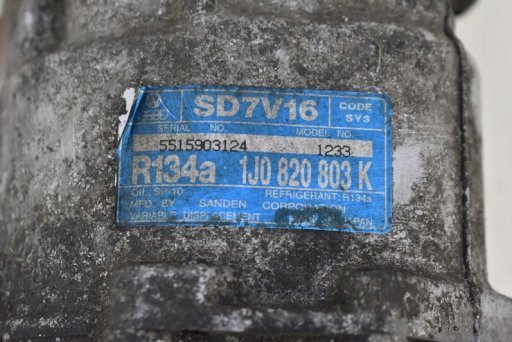 SD7V16 CODE SY3
SERIAL NO. MODEL NO.
5515903124 1233
R134a 1J0 820 803 K
OIL SP-10 REFRIGERANT: R134a
MFD BY SANDEN CORPORATION
VARIABLE DISPLACEMENT JAPAN